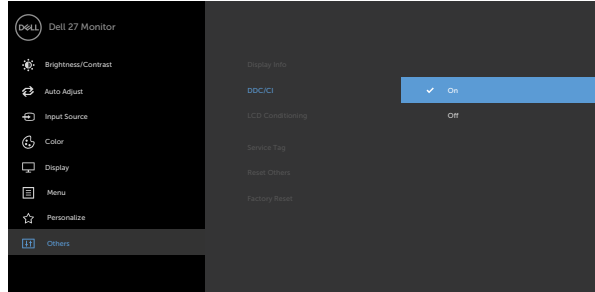 DELL Dell 27 Monitor
Brightness/Contrast
Auto Adjust
Input Source
Color
Display
Menu
Personalize
Others
Display Info
DDC/CI
LCD Conditioning
Service Tag
Reset Others
Factory Reset
On
Off